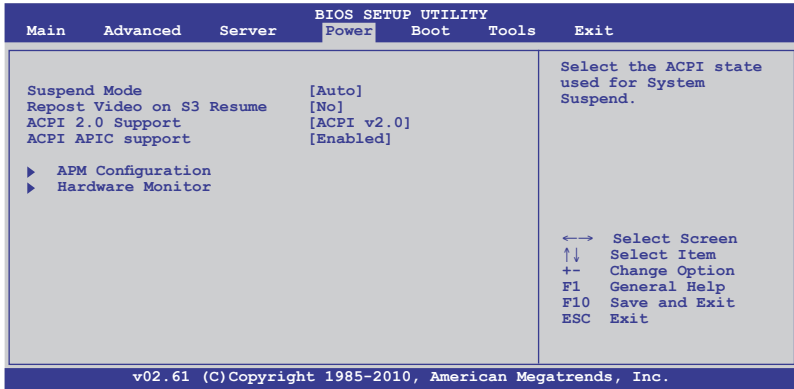 BIOS SETUP UTILITY
Main Advanced Server Power Boot Tools Exit
Suspend Mode [Auto]
Repost Video on S3 Resume [No]
ACPI 2.0 Support [ACPI v2.0]
ACPI APIC support [Enabled]
▶ APM Configuration
▶ Hardware Monitor
Select the ACPI state
used for System
Suspend.
←→ Select Screen
↑↓ Select Item
+- Change Option
F1 General Help
F10 Save and Exit
ESC Exit
v02.61 (C)Copyright 1985-2010, American Megatrends, Inc.